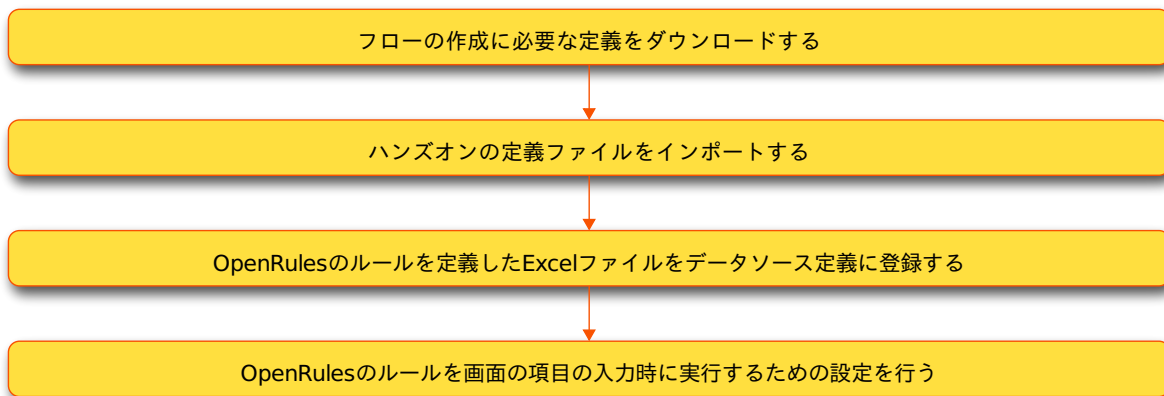 フローの作成に必要な定義をダウンロードする
ハンズオンの定義ファイルをインポートする
OpenRulesのルールを定義したExcelファイルをデータソース定義に登録する
OpenRulesのルールを画面の項目の入力時に実行するための設定を行う